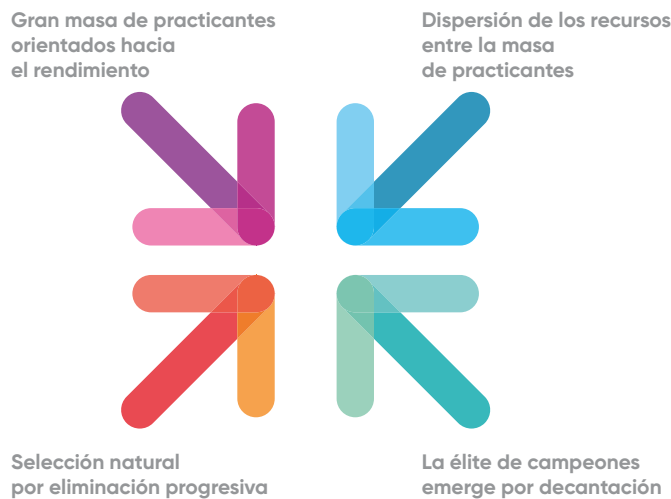 Gran masa de practicantes
orientados hacia
el rendimiento
Dispersión de los recursos
entre la masa
de practicantes
Selección natural
por eliminación progresiva
La élite de campeones
emerge por decantación